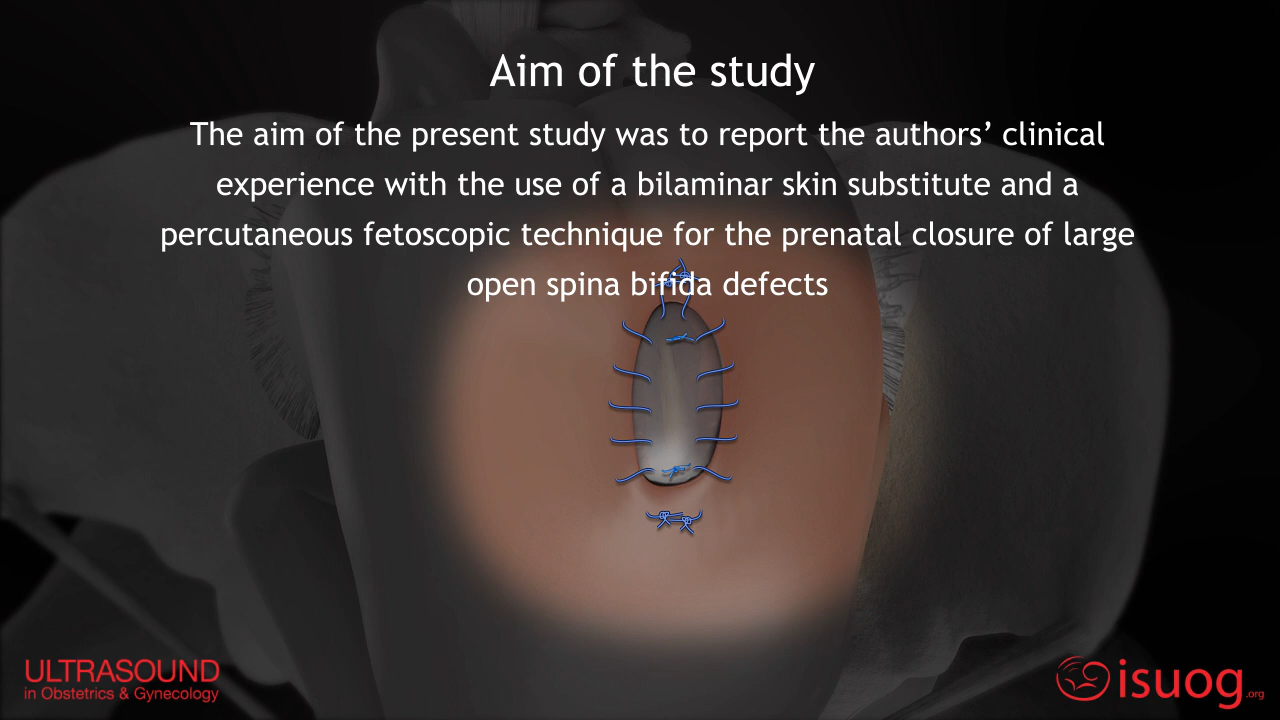 Aim of the study
The aim of the present study was to report the authors’ clinical
experience with the use of a bilaminar skin substitute and a
percutaneous fetoscopic technique for the prenatal closure of large
open spina bifida defects
ULTRASOUND
in Obstetrics & Gynecology
isuog.org